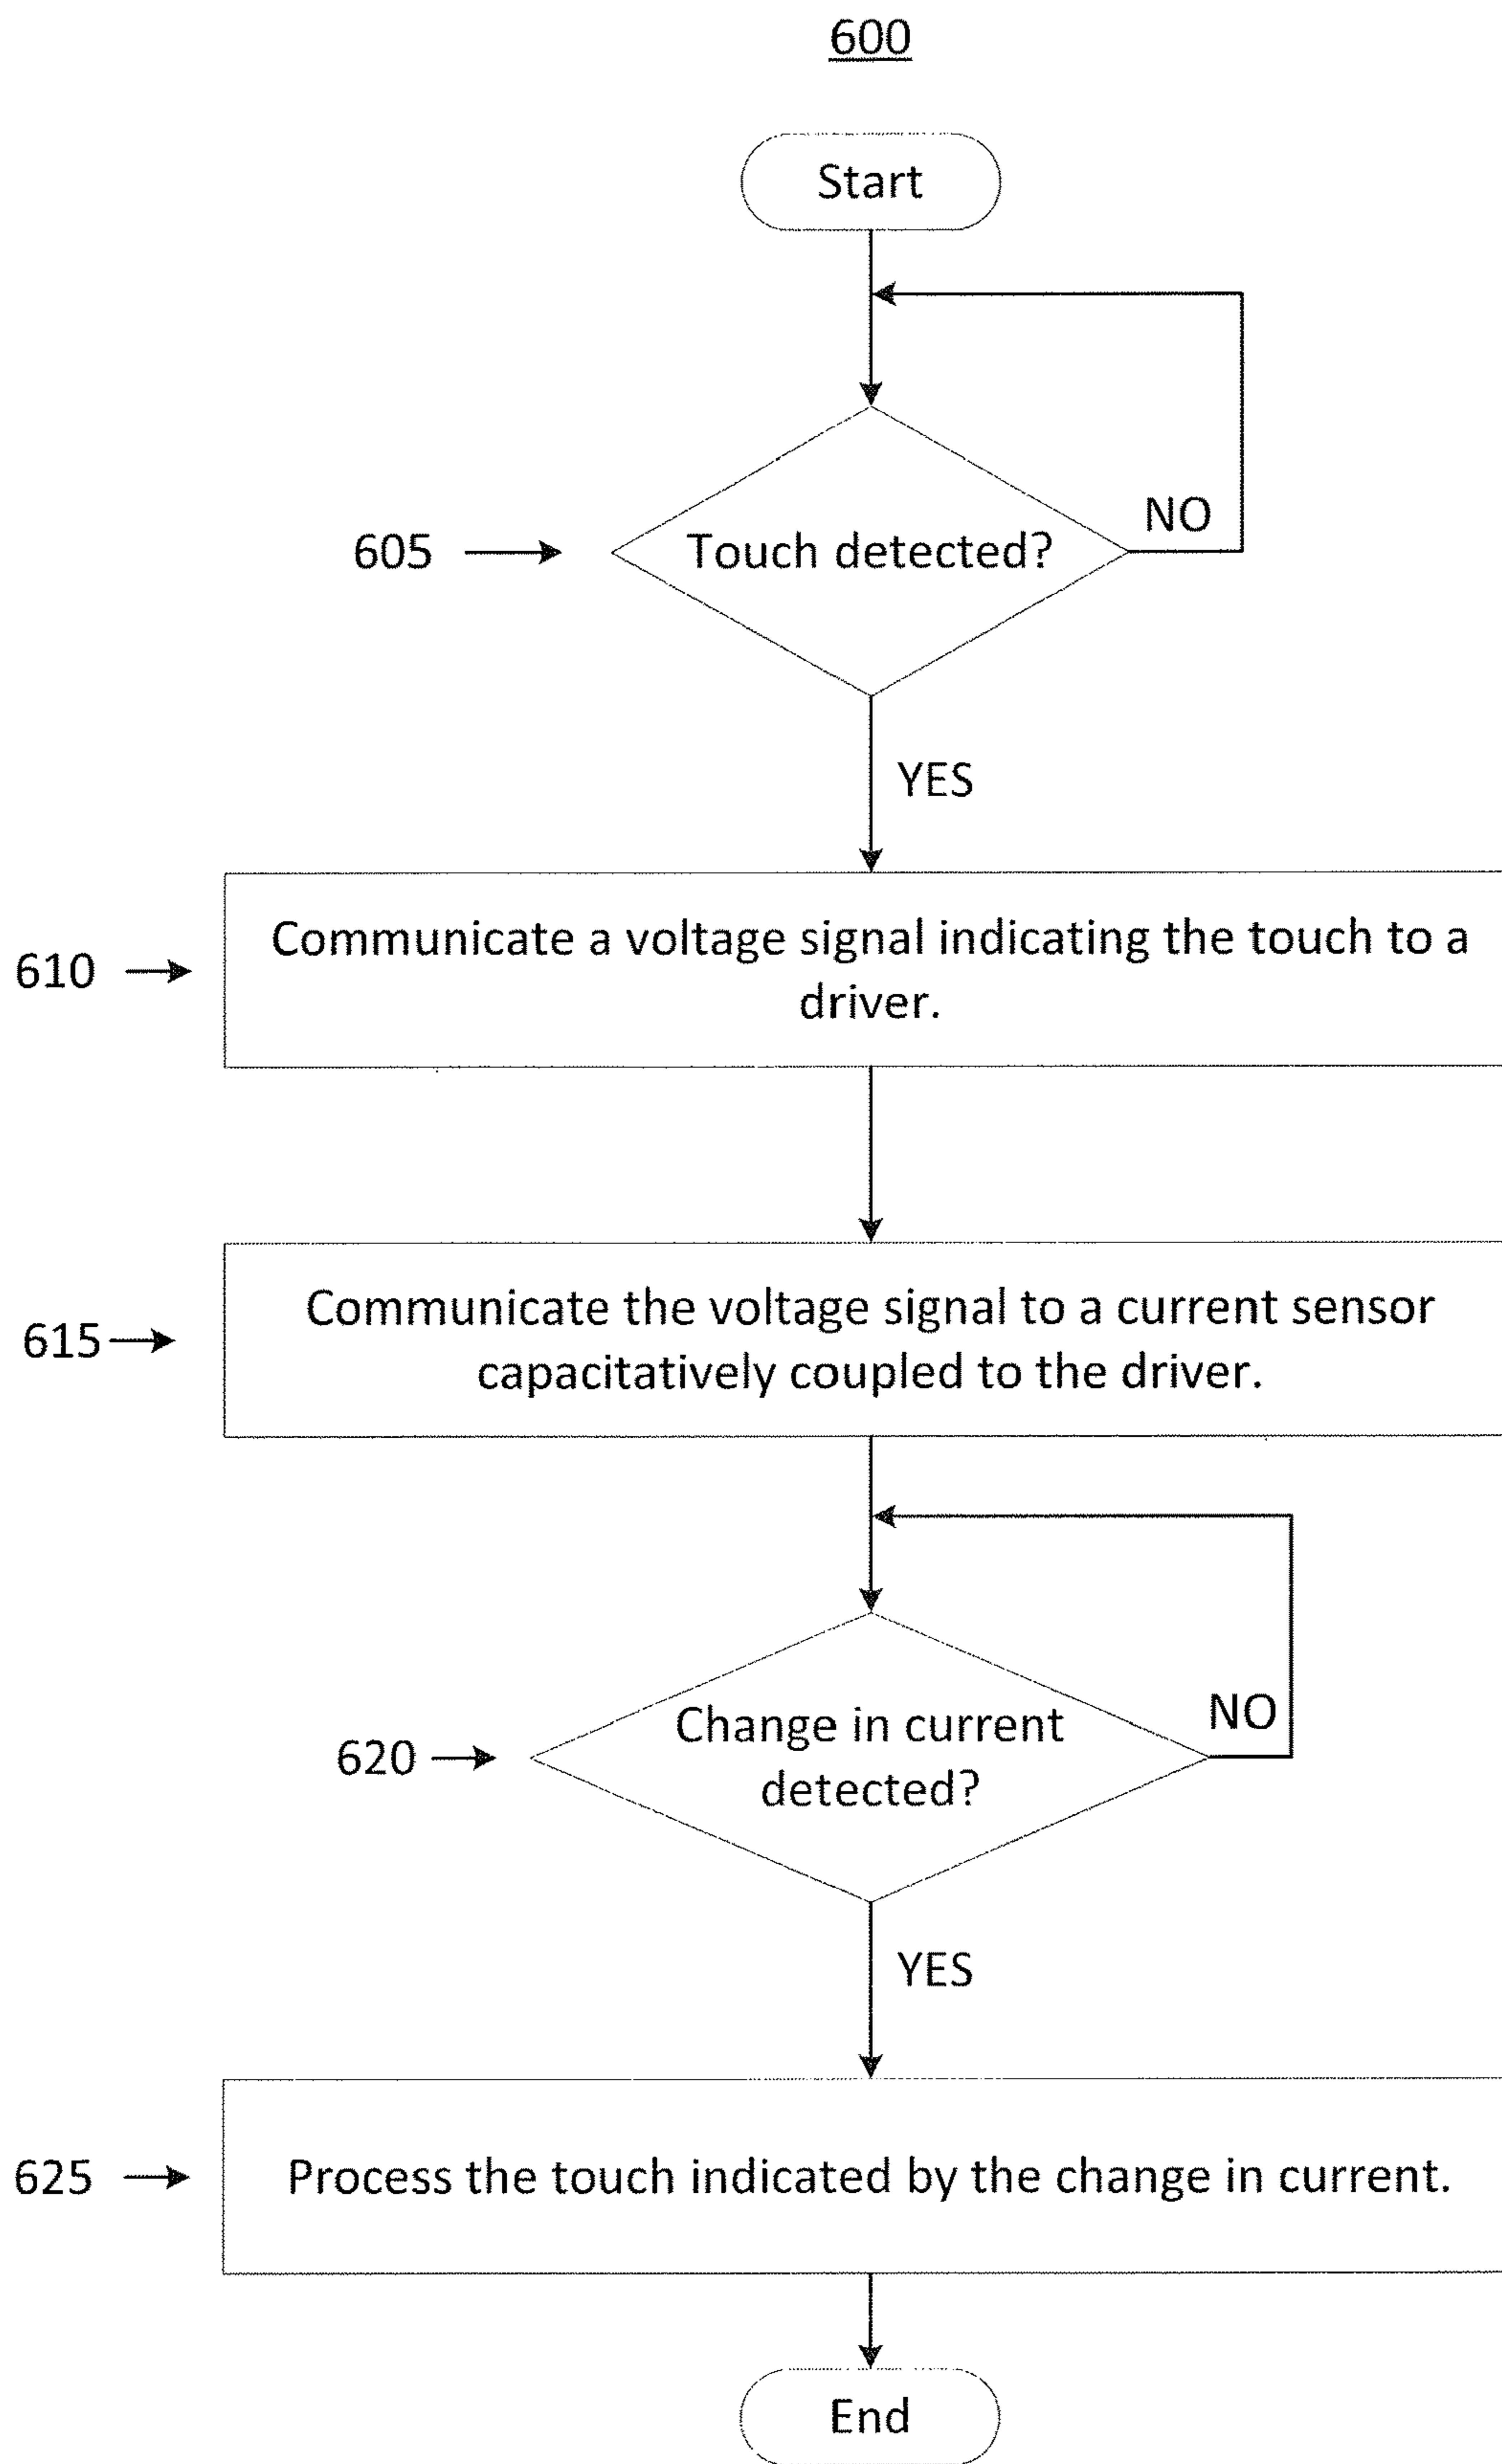 600
Start
605
Touch detected?
NO
YES
610
Communicate a voltage signal indicating the touch to a
driver.
615
Communicate the voltage signal to a current sensor
capacitatively coupled to the driver.
620
Change in current
detected?
NO
YES
625
Process the touch indicated by the change in current.
End